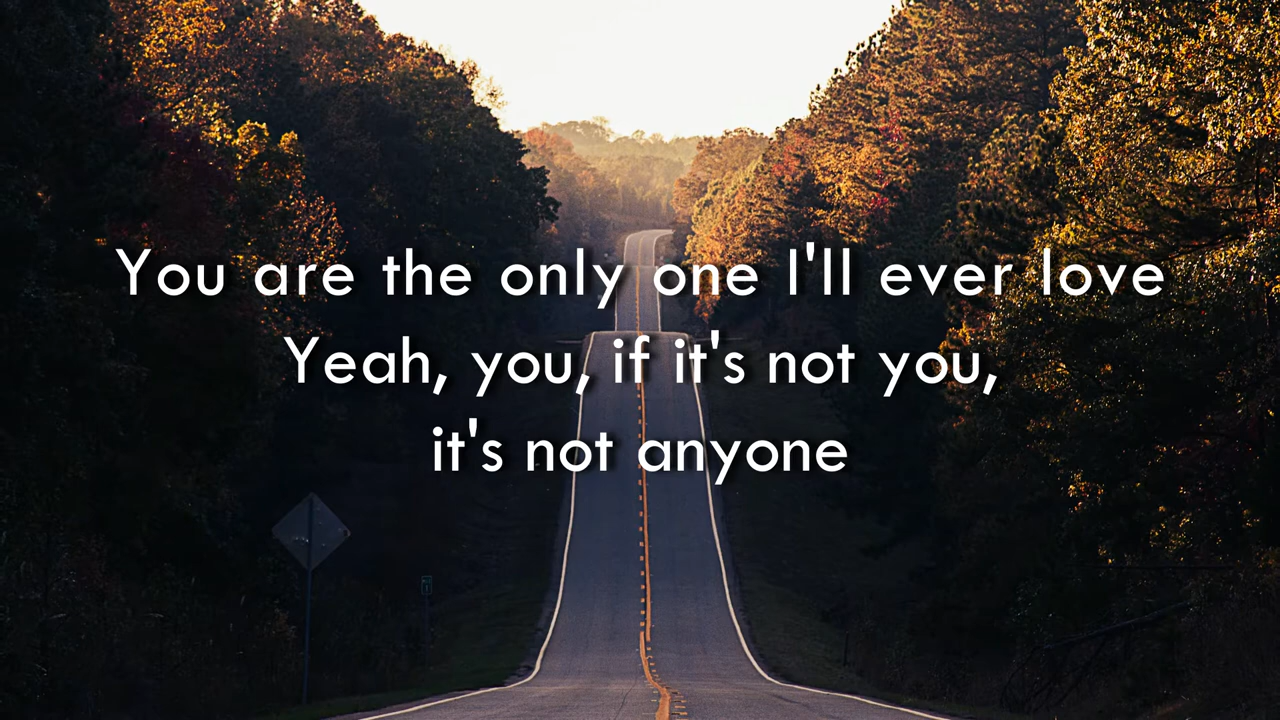 You are the only one I'll ever love
Yeah, you, if it's not you,
it's not anyone